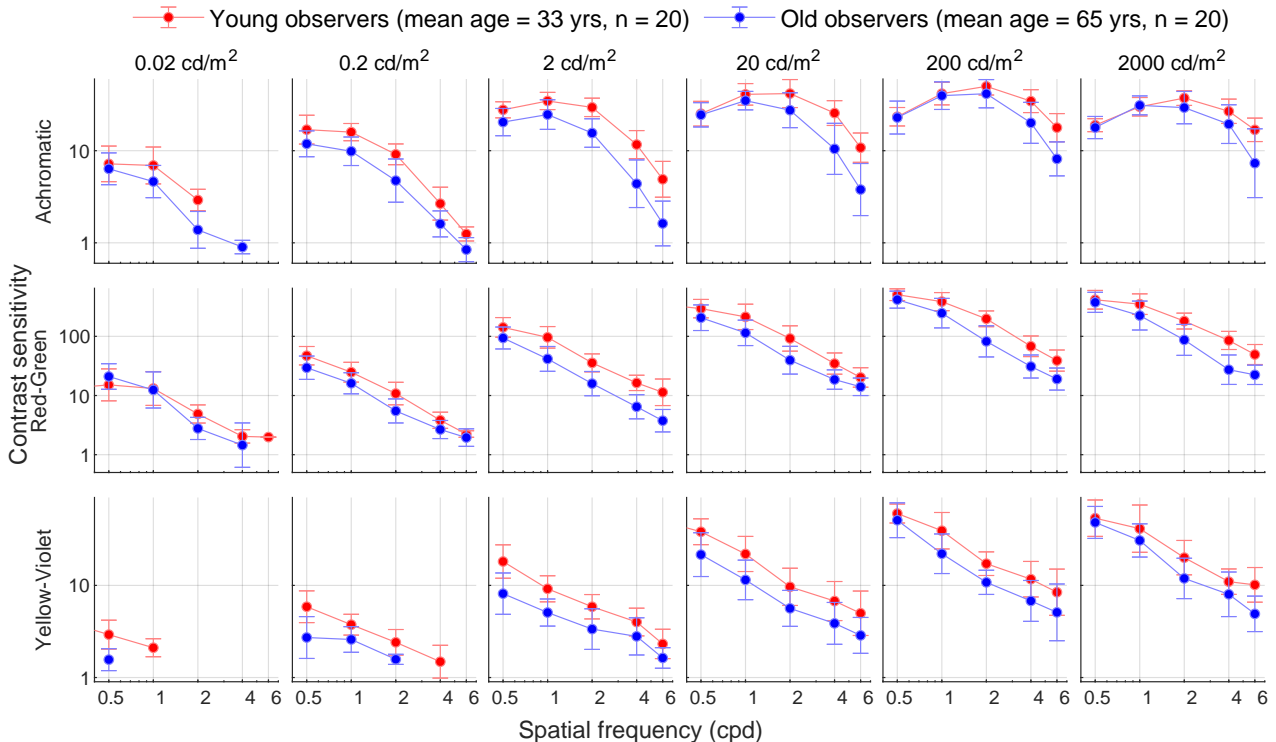 Young observers (mean age = 33 yrs, n = 20) Old observers (mean age = 65 yrs, n = 20)
0.02 cd/m² 0.2 cd/m² 2 cd/m² 20 cd/m² 200 cd/m² 2000 cd/m²
Achromatic
10
1
Contrast sensitivity
Red-Green
100
10
1
Yellow-Violet
10
1
0.5 1 2 4 6 0.5 1 2 4 6 0.5 1 2 4 6 0.5 1 2 4 6 0.5 1 2 4 6 0.5 1 2 4 6
Spatial frequency (cpd)